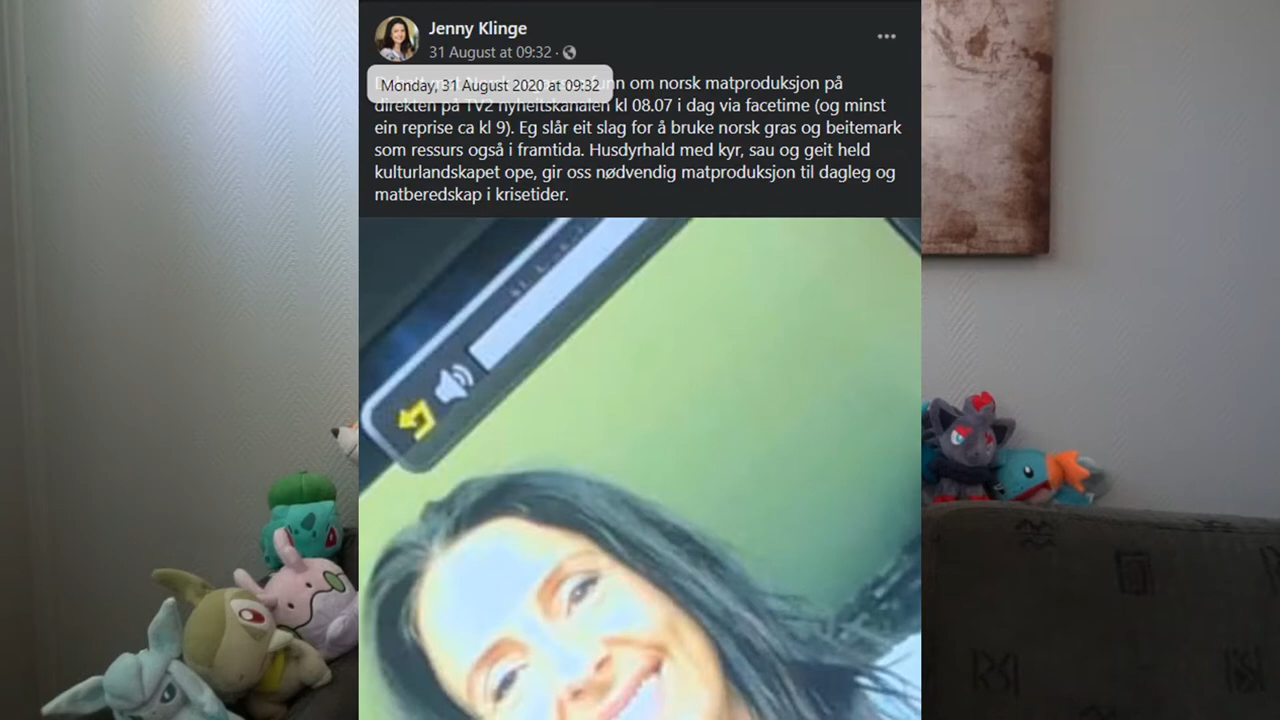 Jenny Klinge
31 August at 09:32 ·
Monday, 31 August 2020 at 09:32
om norsk matproduksjon på
direkten på TV2 nyheitskanalen kl 08.07 i dag via facetime (og minst
ein reprise ca kl 9). Eg slår eit slag for å bruke norsk gras og beitemark
som ressurs også i framtida. Husdyrhald med kyr, sau og geit held
kulturlandskapet ope, gir oss nødvendig matproduksjon til dagleg og
matberedskap i krisetider.